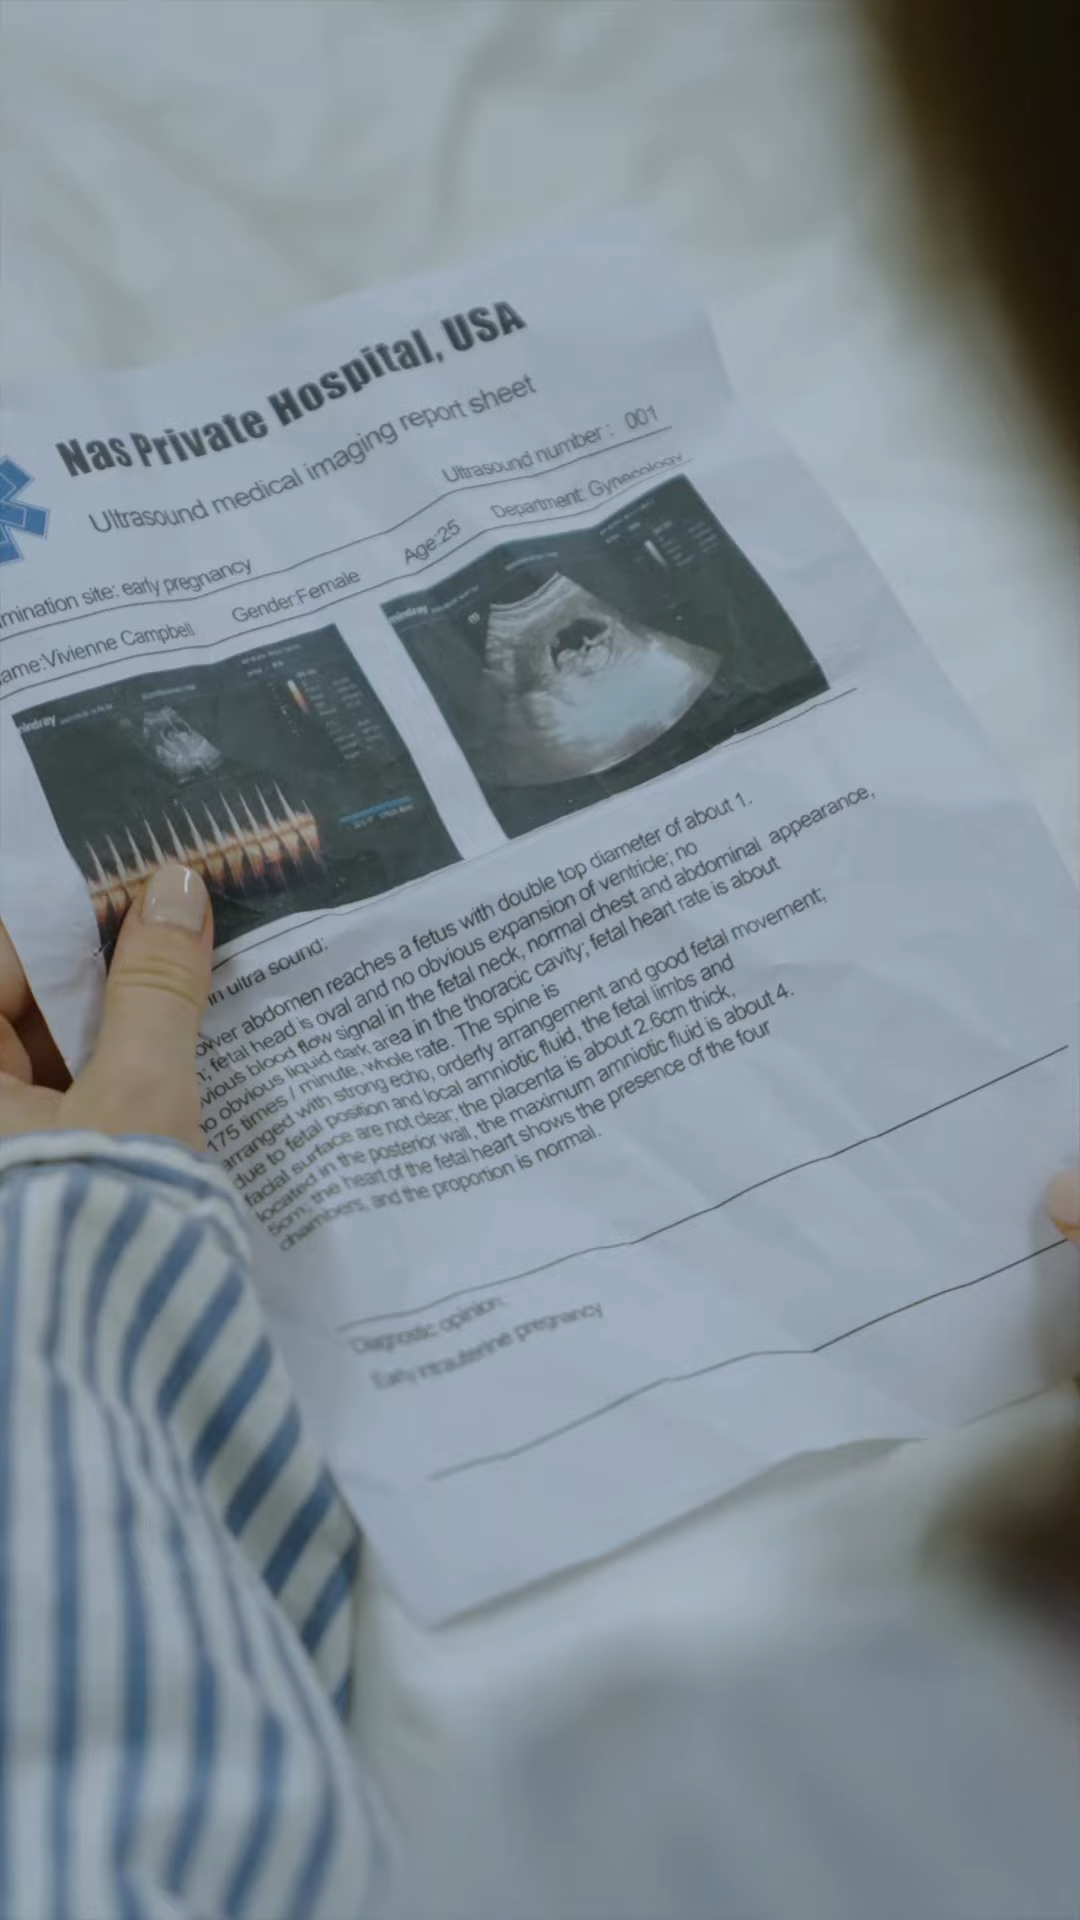 Nas Private Hospital, USA
Ultrasound medical imaging report sheet
Ultrasound number : 001
mination site: early pregnancy
ame:Vivienne Campbell Gender:Female Age:25 Department: Gynecology
mindray
mindray
in ultra sound:
ower abdomen reaches a fetus with double top diameter of about 1.
; fetal head is oval and no obvious expansion of ventricle; no
vious blood flow signal in the fetal neck, normal chest and abdominal appearance,
no obvious liquid dark area in the thoracic cavity; fetal heart rate is about
175 times / minute, whole rate. The spine is
arranged with strong echo, orderly arrangement and good fetal movement;
due to fetal position and local amniotic fluid, the fetal limbs and
facial surface are not clear; the placenta is about 2.6cm thick,
located in the posterior wall, the maximum amniotic fluid is about 4.
5cm; the heart of the fetal heart shows the presence of the four
chambers, and the proportion is normal.
Diagnostic opinion:
Early intrauterine pregnancy